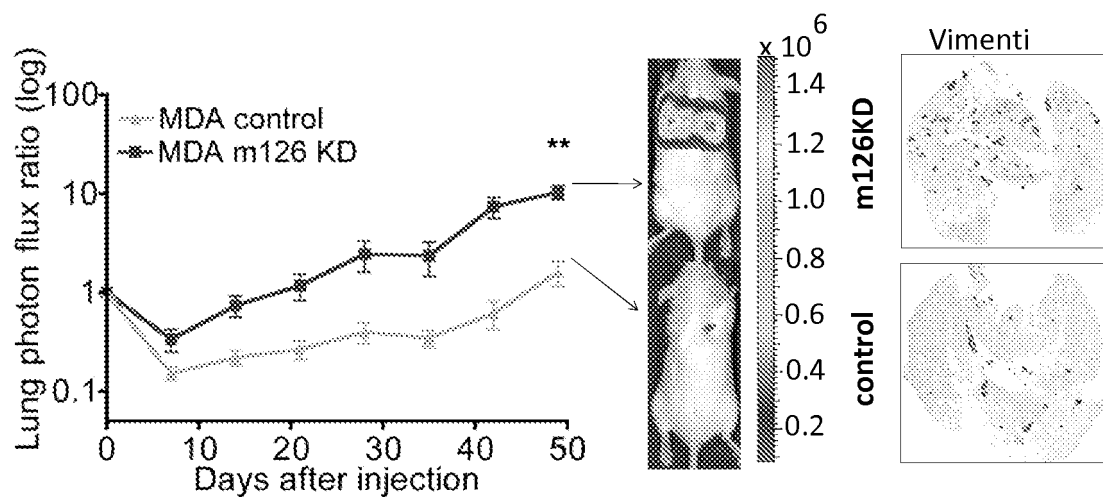 Lung photon flux ratio (log)
100
10
1
0,1
MDA control
MDA m126 KD
**
0 10 20 30 40 50
Days after injection
x 10^6
1.4
1.2
1.0
0.8
0.6
0.4
0.2
Vimenti
m126KD
control